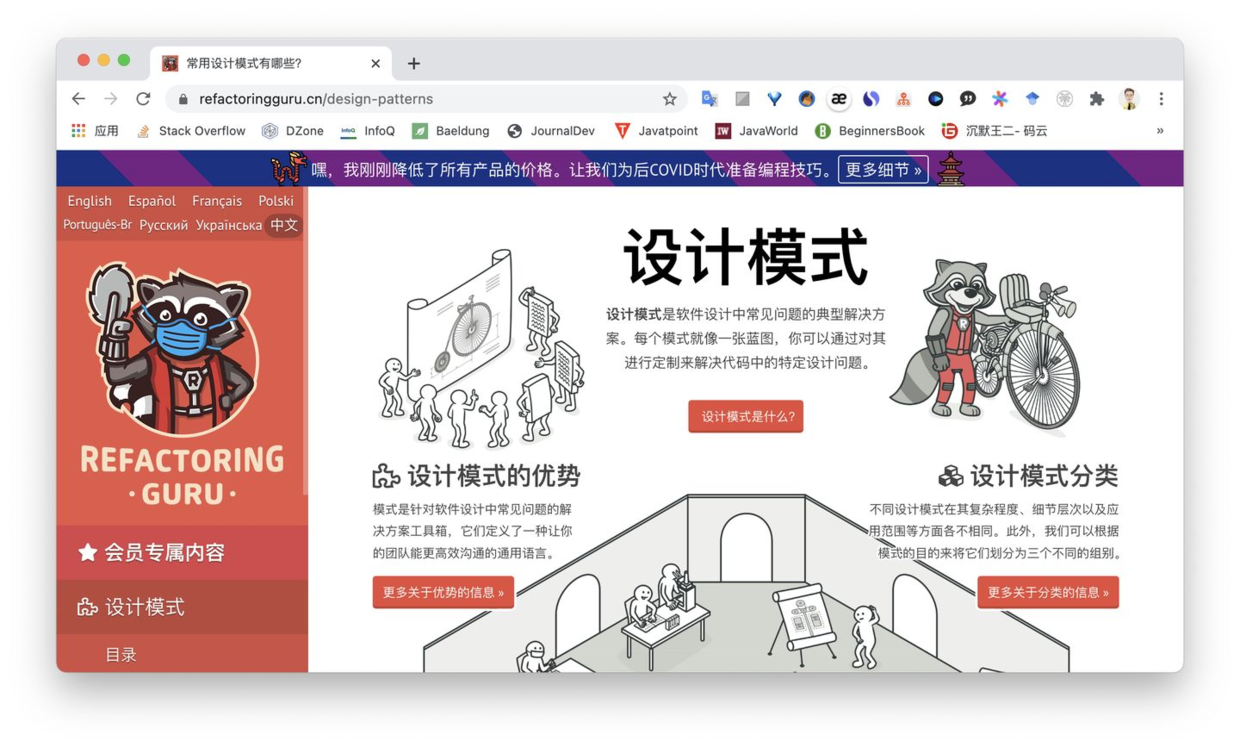 常用设计模式有哪些?
refactoringguru.cn/design-patterns
应用 Stack Overflow DZone InfoQ Baeldung JournalDev Javatpoint JavaWorld BeginnersBook 沉默王二- 码云 »
嘿，我刚刚降低了所有产品的价格。让我们为后COVID时代准备编程技巧。 更多细节 »
English Español Français Polski
Português-Br Русский Українська 中文
R
REFACTORING
·GURU·
会员专属内容
设计模式
目录
设计模式
设计模式是软件设计中常见问题的典型解决方
案。每个模式就像一张蓝图，你可以通过对其
进行定制来解决代码中的特定设计问题。
设计模式是什么?
设计模式的优势
模式是针对软件设计中常见问题的解
决方案工具箱，它们定义了一种让你
的团队能更高效沟通的通用语言。
更多关于优势的信息 »
设计模式分类
不同设计模式在其复杂程度、细节层次以及应
用范围等方面各不相同。此外，我们可以根据
模式的目的来将它们划分为三个不同的组别。
更多关于分类的信息 »